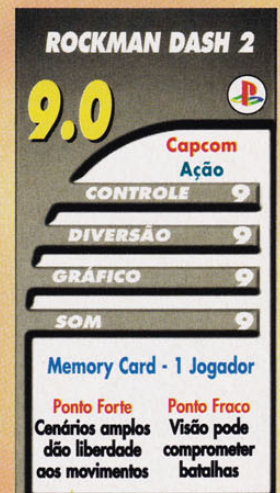 ROCKMAN DASH 2
9.0
Capcom
Ação
CONTROLE 9
DIVERSÃO 9
GRÁFICO 9
SOM 9
Memory Card - 1 Jogador
Ponto Forte
Cenários amplos
dão liberdade
aos movimentos
Ponto Fraco
Visão pode
comprometer
batalhas